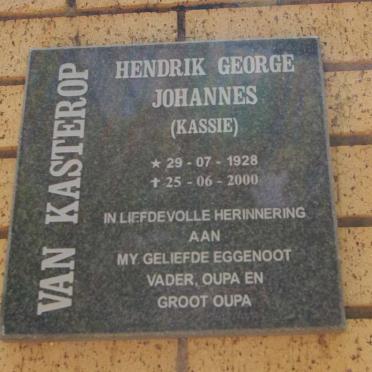 VAN KASTEROP
HENDRIK GEORGE
JOHANNES
(KASSIE)
★ 29 - 07 - 1928
✝ 25 - 06 - 2000
IN LIEFDEVOLLE HERINNERING
AAN
MY GELIEFDE EGGENOOT
VADER, OUPA EN
GROOT OUPA